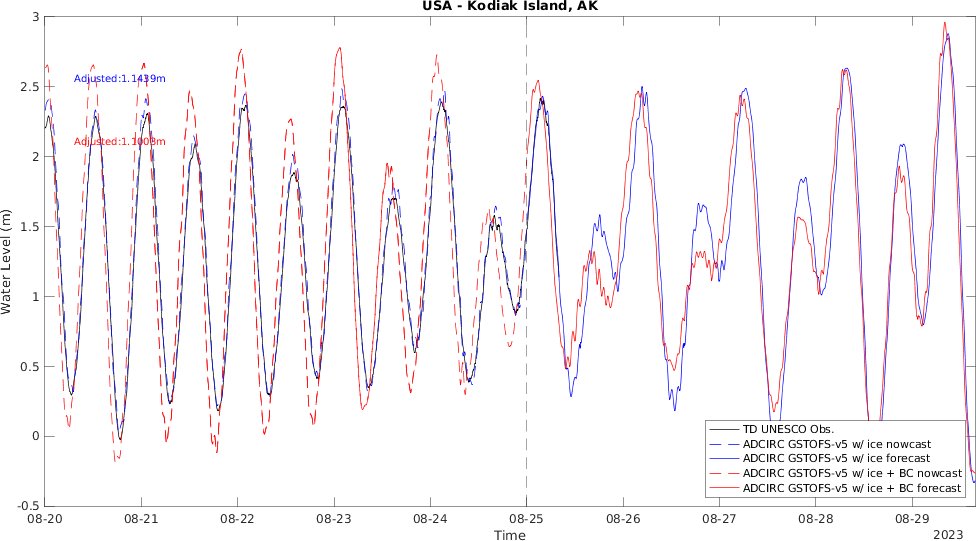 USA - Kodiak Island, AK
3
2.5
2
1.5
1
0.5
0
-0.5
Water Level (m)
Adjusted:1.1439m
Adjusted:1.1003m
TD UNESCO Obs.
ADCIRC GSTOFS-v5 w/ ice nowcast
ADCIRC GSTOFS-v5 w/ ice forecast
ADCIRC GSTOFS-v5 w/ ice + BC nowcast
ADCIRC GSTOFS-v5 w/ ice + BC forecast
08-20 08-21 08-22 08-23 08-24 08-25 08-26 08-27 08-28 08-29
Time
2023